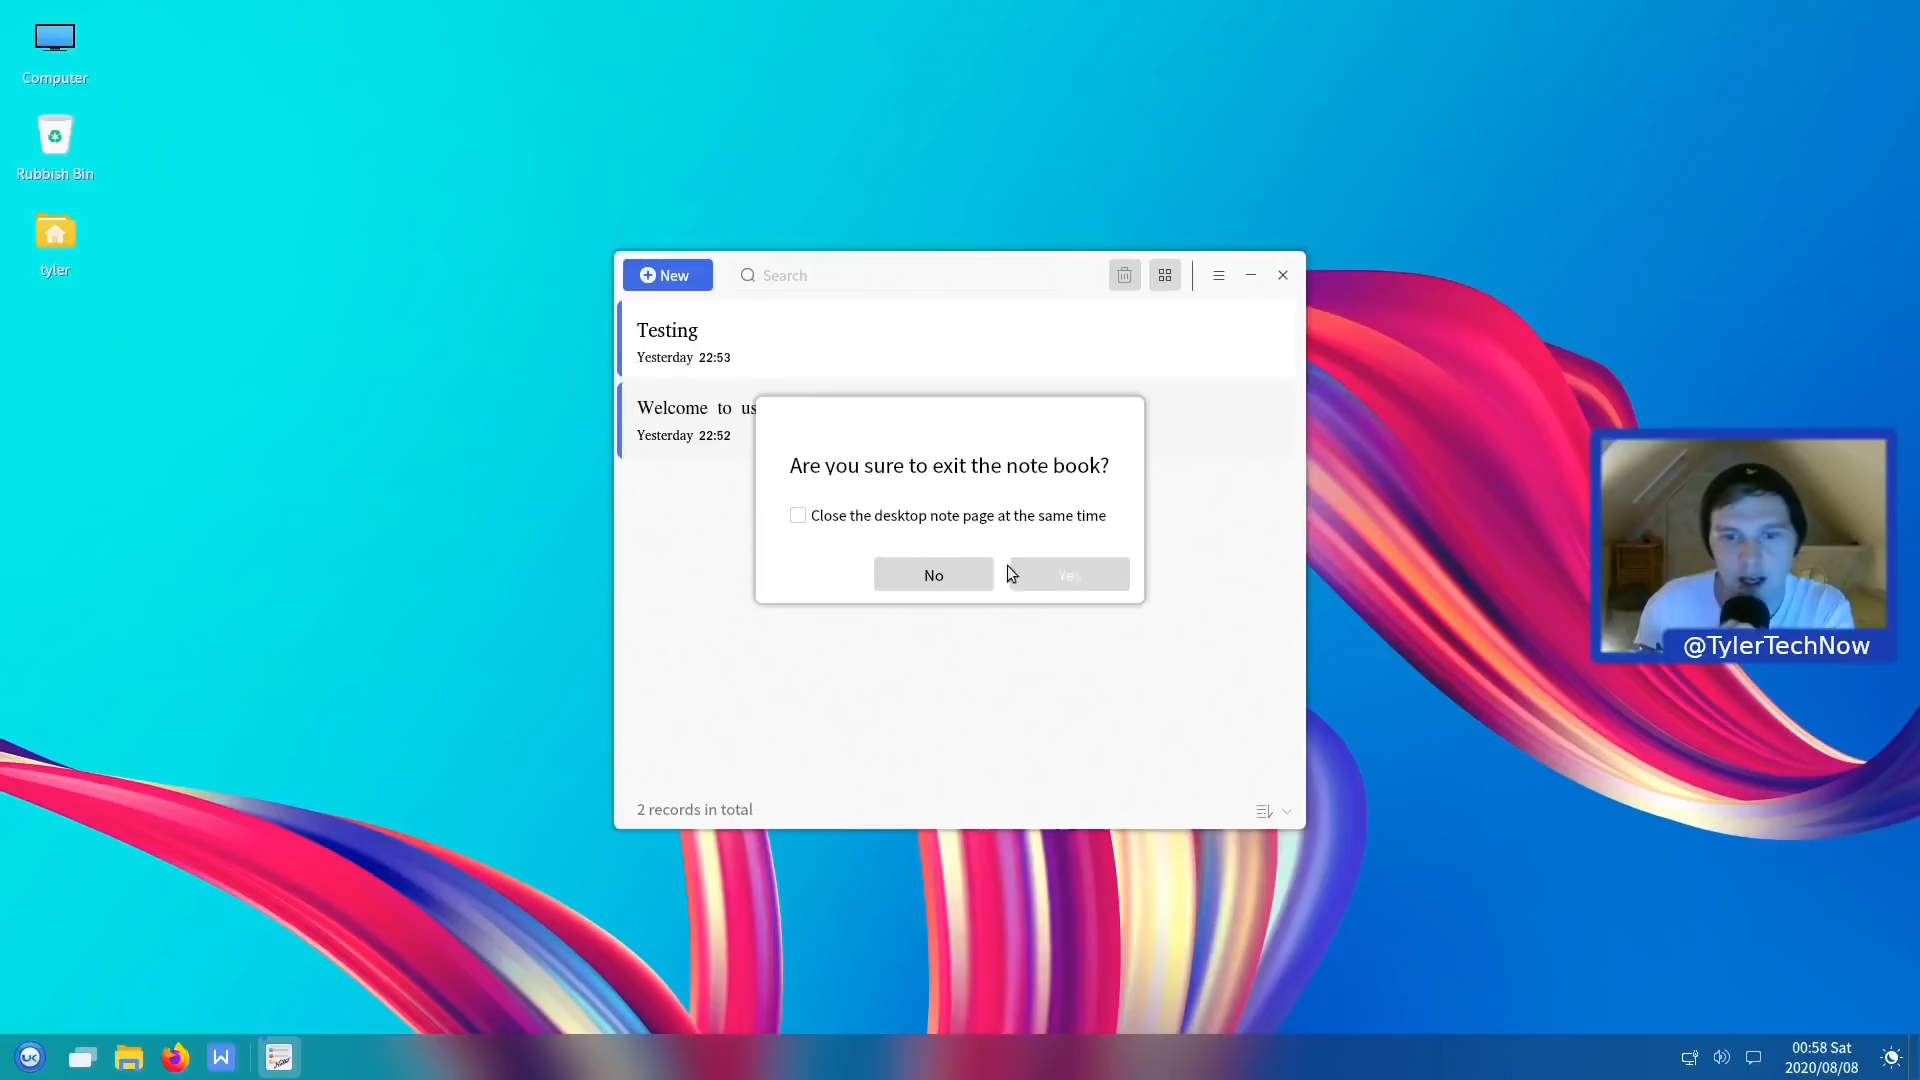 Computer
Rubbish Bin
tyler
New
Search
Testing
Yesterday 22:53
Welcome to us
Yesterday 22:52
Are you sure to exit the note book?
Close the desktop note page at the same time
No
Yes
2 records in total
@TylerTechNow
UK
W
00:58 Sat
2020/08/08